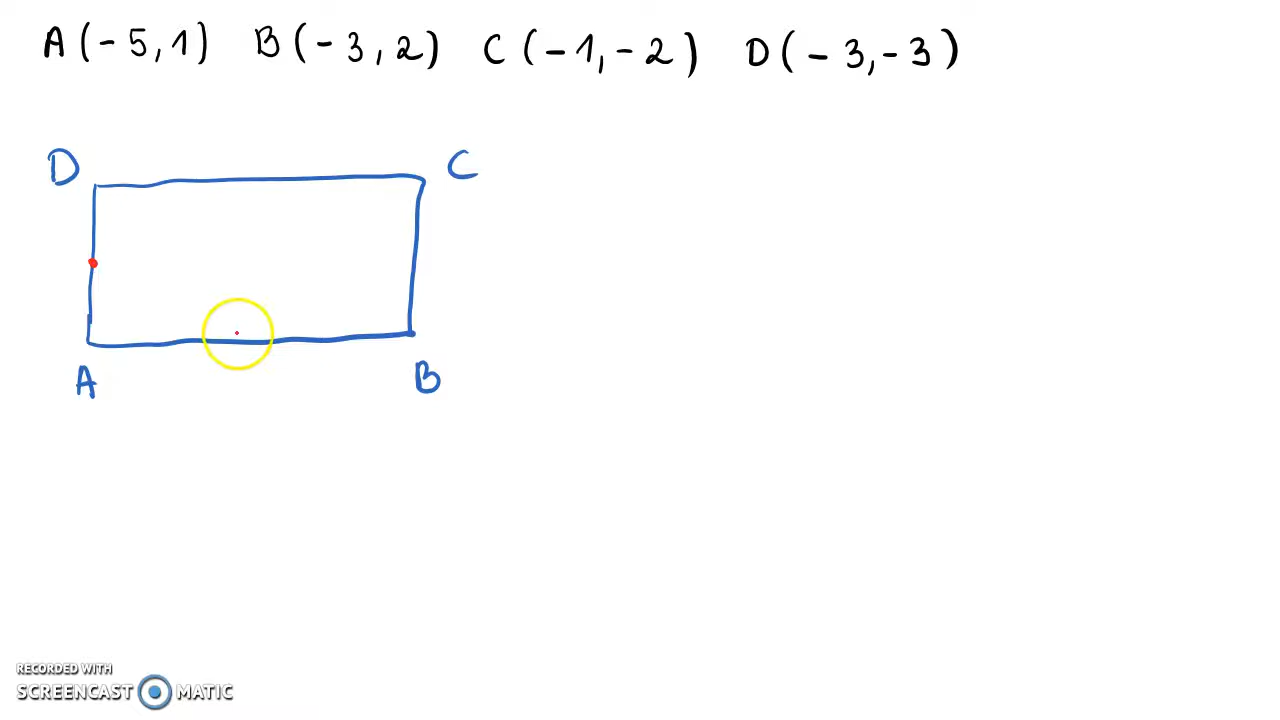 A (-5,1) B (-3,2) C (-1,-2) D (-3,-3)
D C
A B
RECORDED WITH
SCREENCAST MATIC